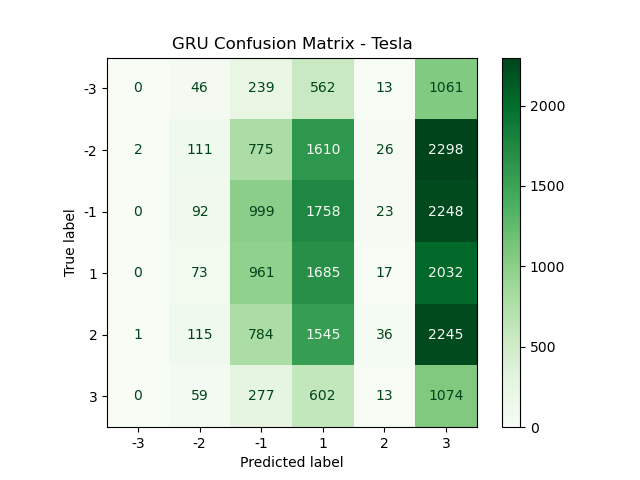 GRU Confusion Matrix - Tesla
-3 0 46 239 562 13 1061
-2 2 111 775 1610 26 2298
-1 0 92 999 1758 23 2248
1 0 73 961 1685 17 2032
2 1 115 784 1545 36 2245
3 0 59 277 602 13 1074
-3 -2 -1 1 2 3
Predicted label
True label
2000
1500
1000
500
0